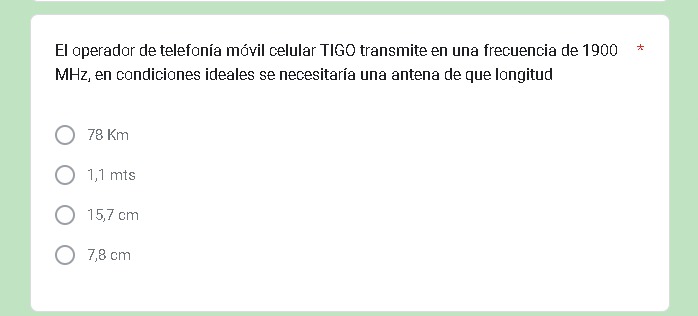 El operador de telefonía móvil celular TIGO transmite en una frecuencia de 1900 *
MHz, en condiciones ideales se necesitaría una antena de que longitud
78 Km
1,1 mts
15,7 cm
7,8 cm